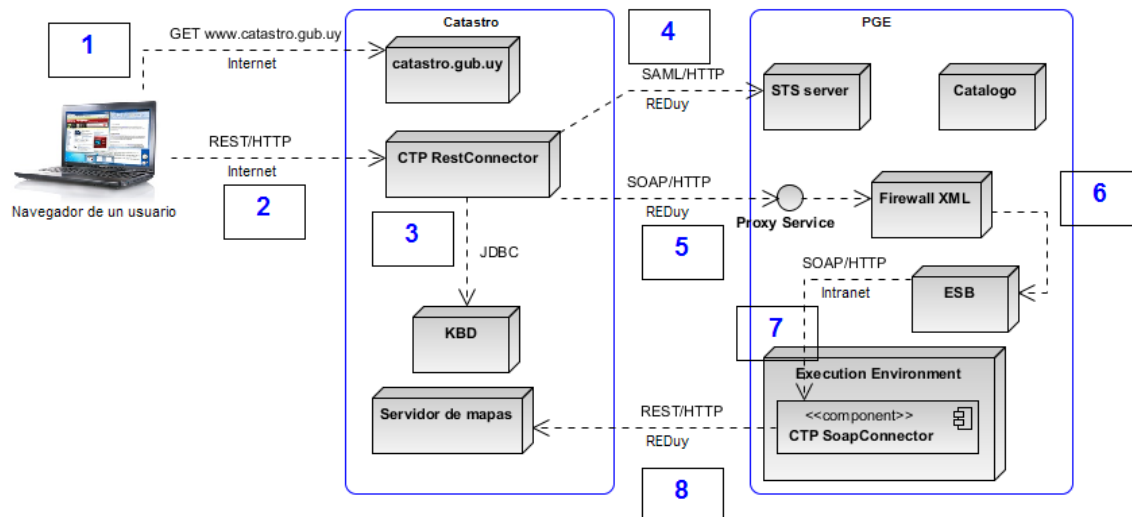 Catastro
PGE
1
4
GET www.catastro.gub.uy
Internet
catastro.gub.uy
SAML/HTTP
REDuy
STS server
Catalogo
REST/HTTP
Internet
CTP RestConnector
Navegador de un usuario
2
3
JDBC
SOAP/HTTP
REDuy
5
Proxy Service
Firewall XML
6
SOAP/HTTP
Intranet
ESB
KBD
7
Execution Environment
Servidor de mapas
REST/HTTP
REDuy
<<component>>
CTP SoapConnector
8